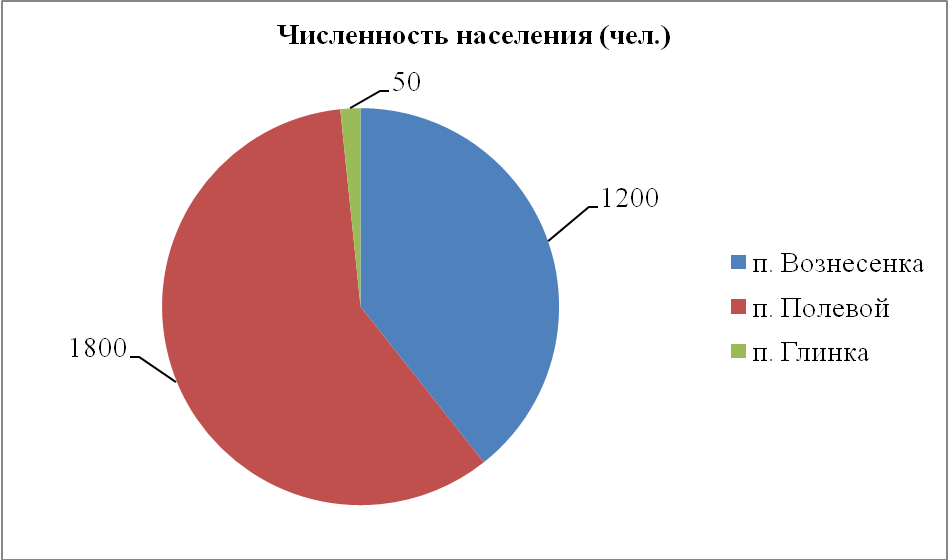 Численность населения (чел.)
50
1200
1800
п. Вознесенка
п. Полевой
п. Глинка